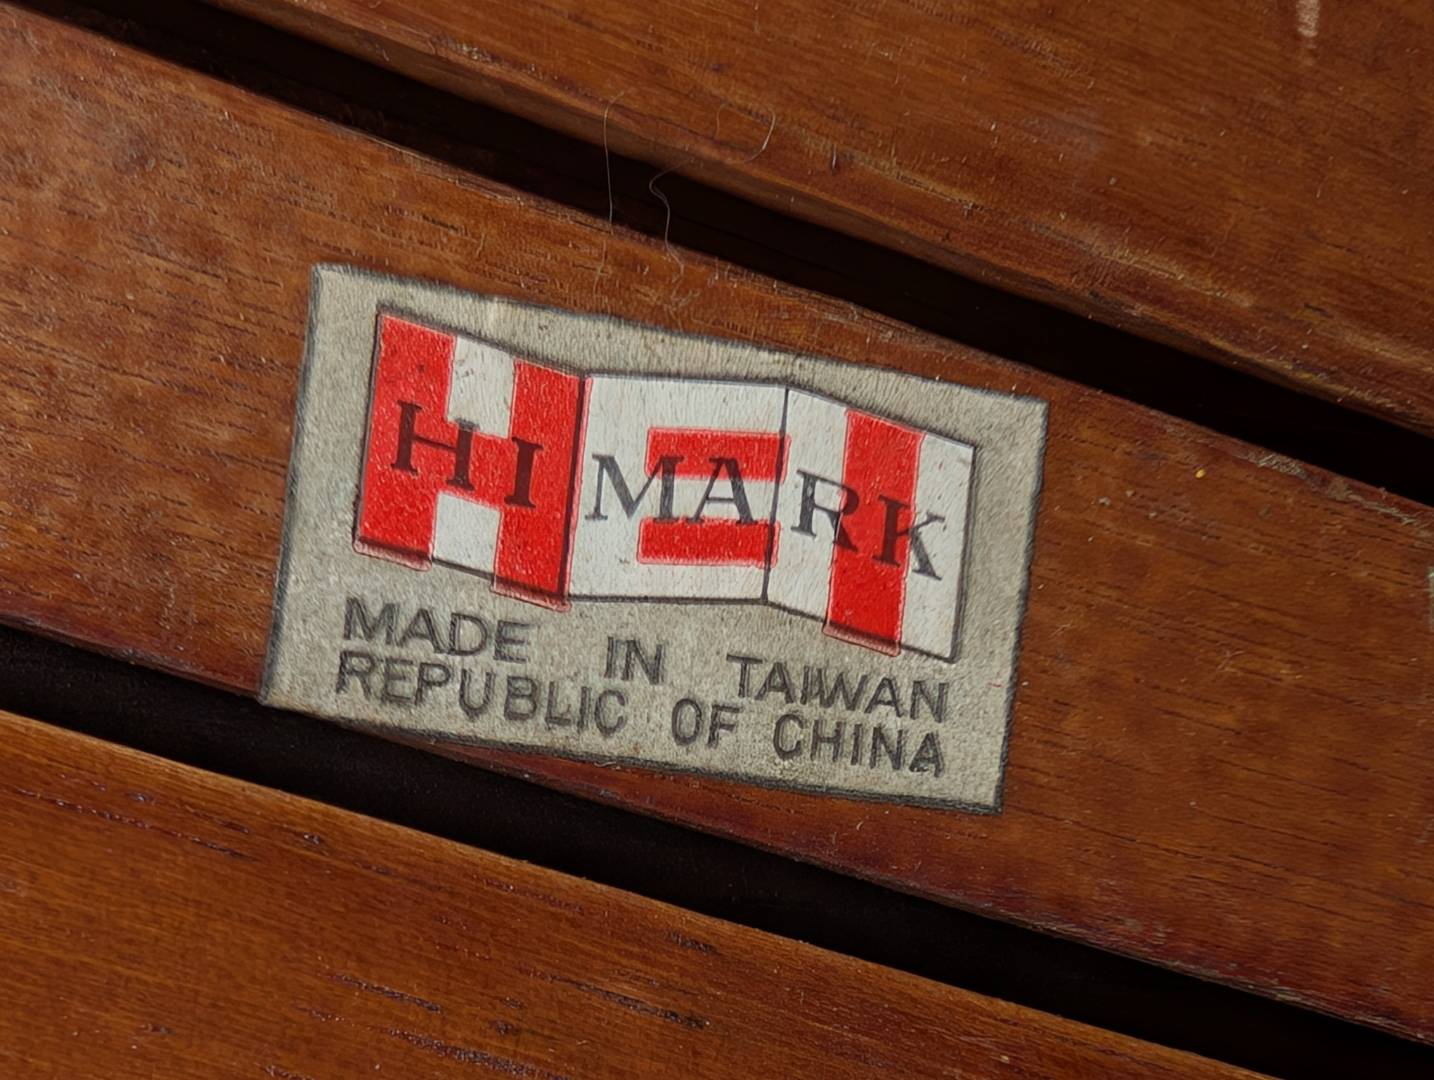 HI MARK
MADE IN TAIWAN
REPUBLIC OF CHINA